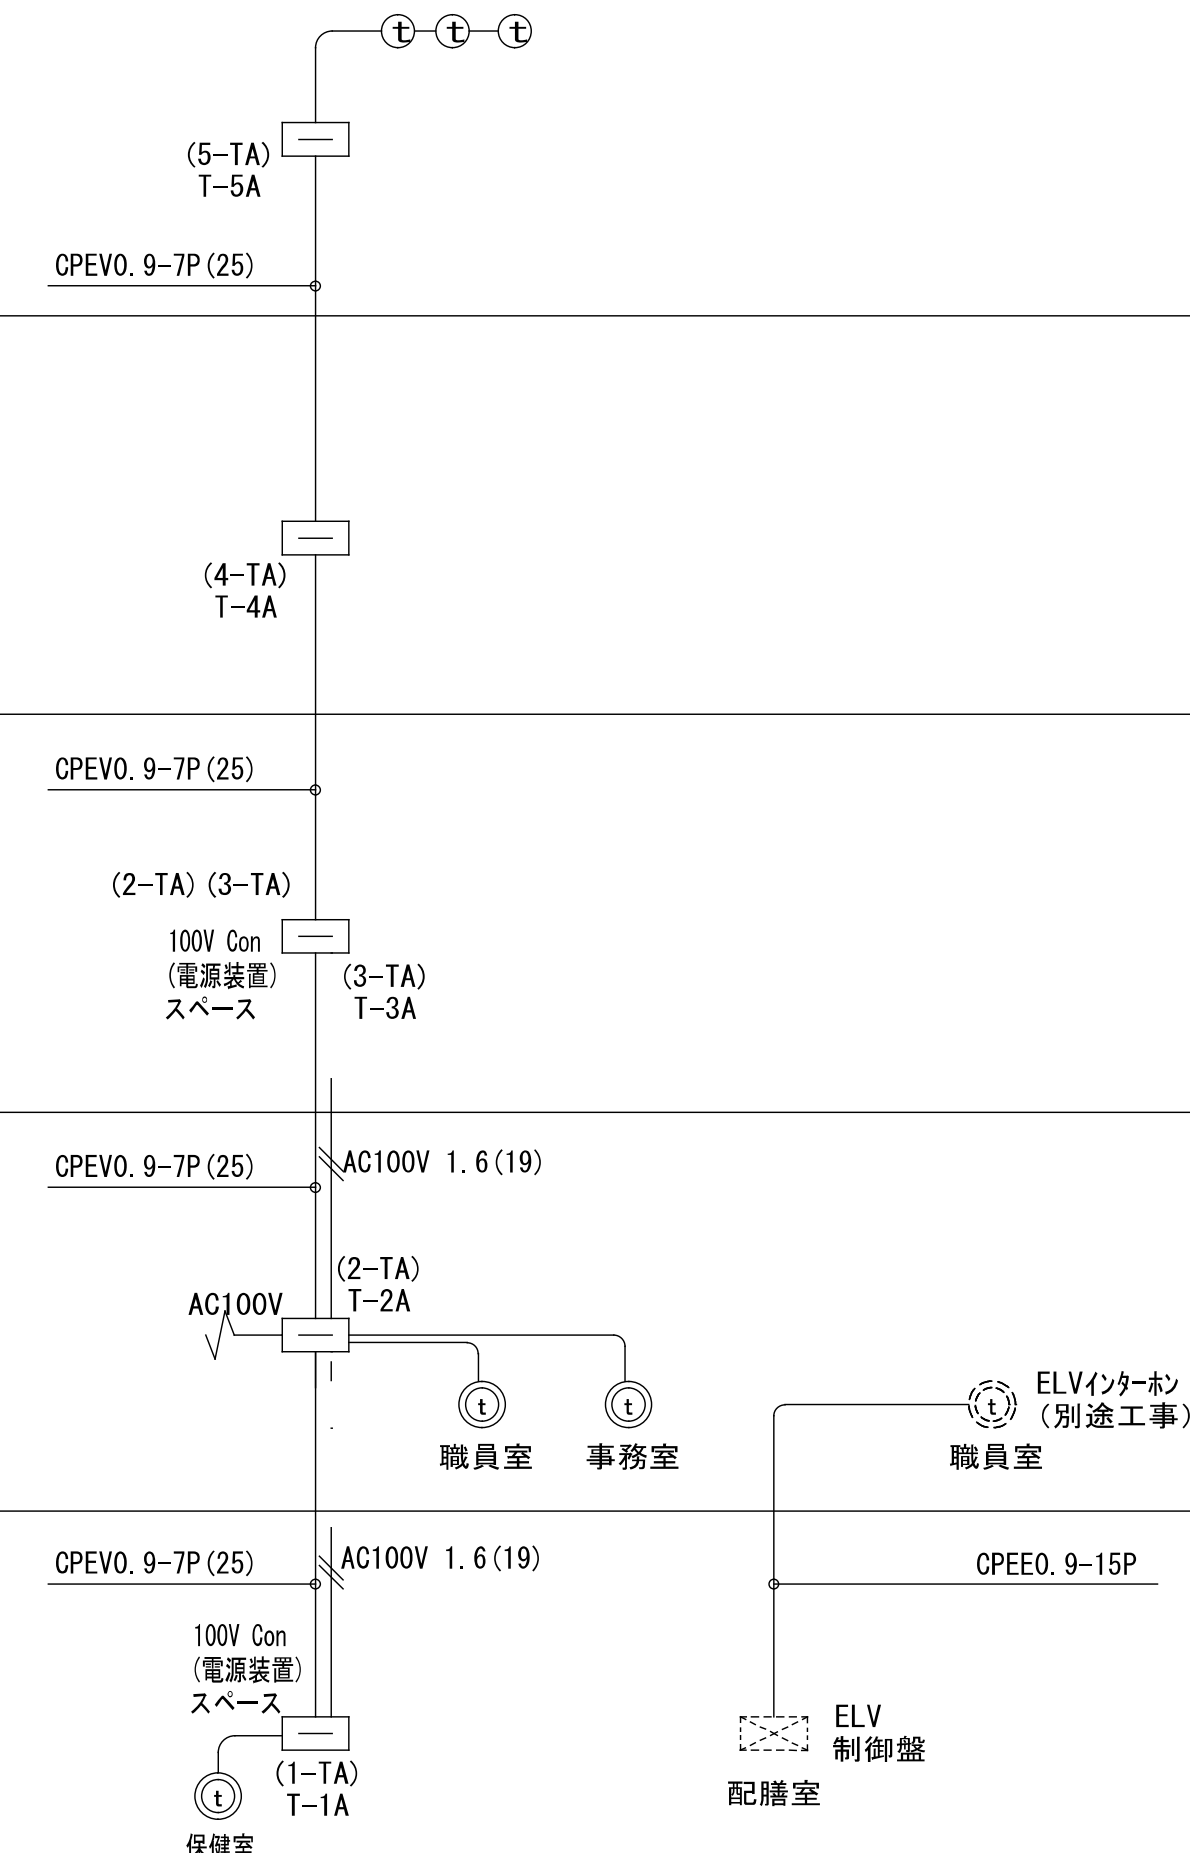 t t t
(5-TA)
T-5A
CPEV0.9-7P(25)
(4-TA)
T-4A
CPEV0.9-7P(25)
(2-TA)(3-TA)
100V Con
(電源装置)
スペース
(3-TA)
T-3A
CPEV0.9-7P(25)
AC100V 1.6(19)
(2-TA)
T-2A
AC100V
t
職員室
t
事務室
t
職員室
ELVインターホン
(別途工事)
CPEV0.9-7P(25)
AC100V 1.6(19)
CPEE0.9-15P
100V Con
(電源装置)
スペース
(1-TA)
T-1A
t
保健室
ELV
制御盤
配膳室